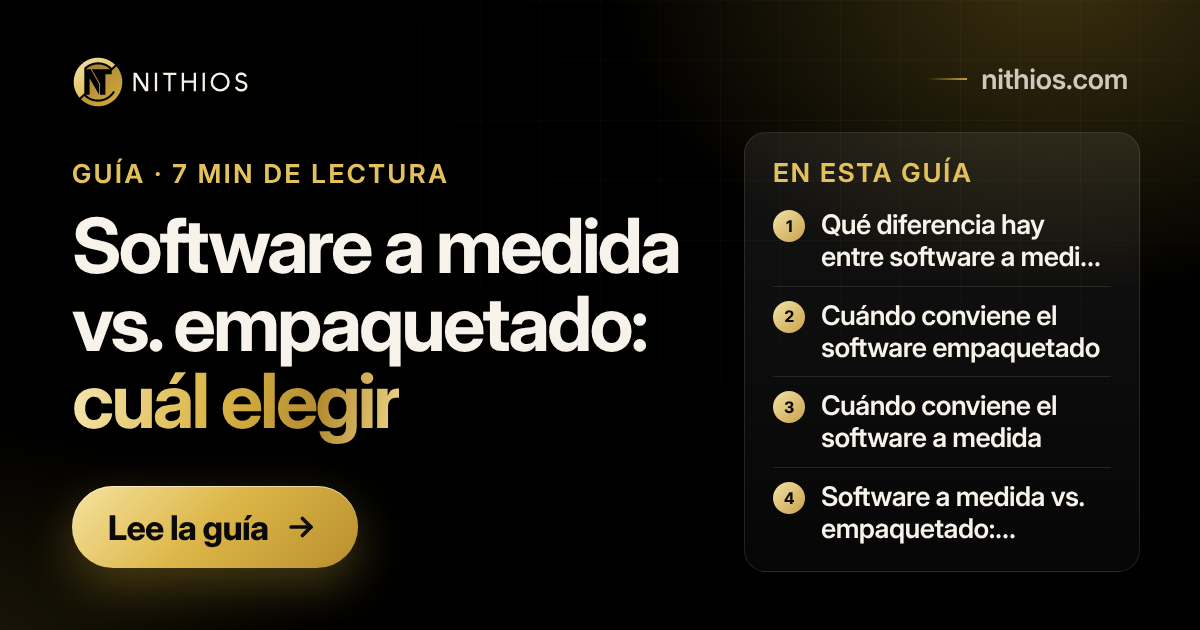 NITHIOS
nithios.com
GUÍA · 7 MIN DE LECTURA
Software a medida
vs. empaquetado:
cuál elegir
Lee la guía →
EN ESTA GUÍA
1 Qué diferencia hay
entre software a medi...
2 Cuándo conviene el
software empaquetado
3 Cuándo conviene el
software a medida
4 Software a medida vs.
empaquetado:...